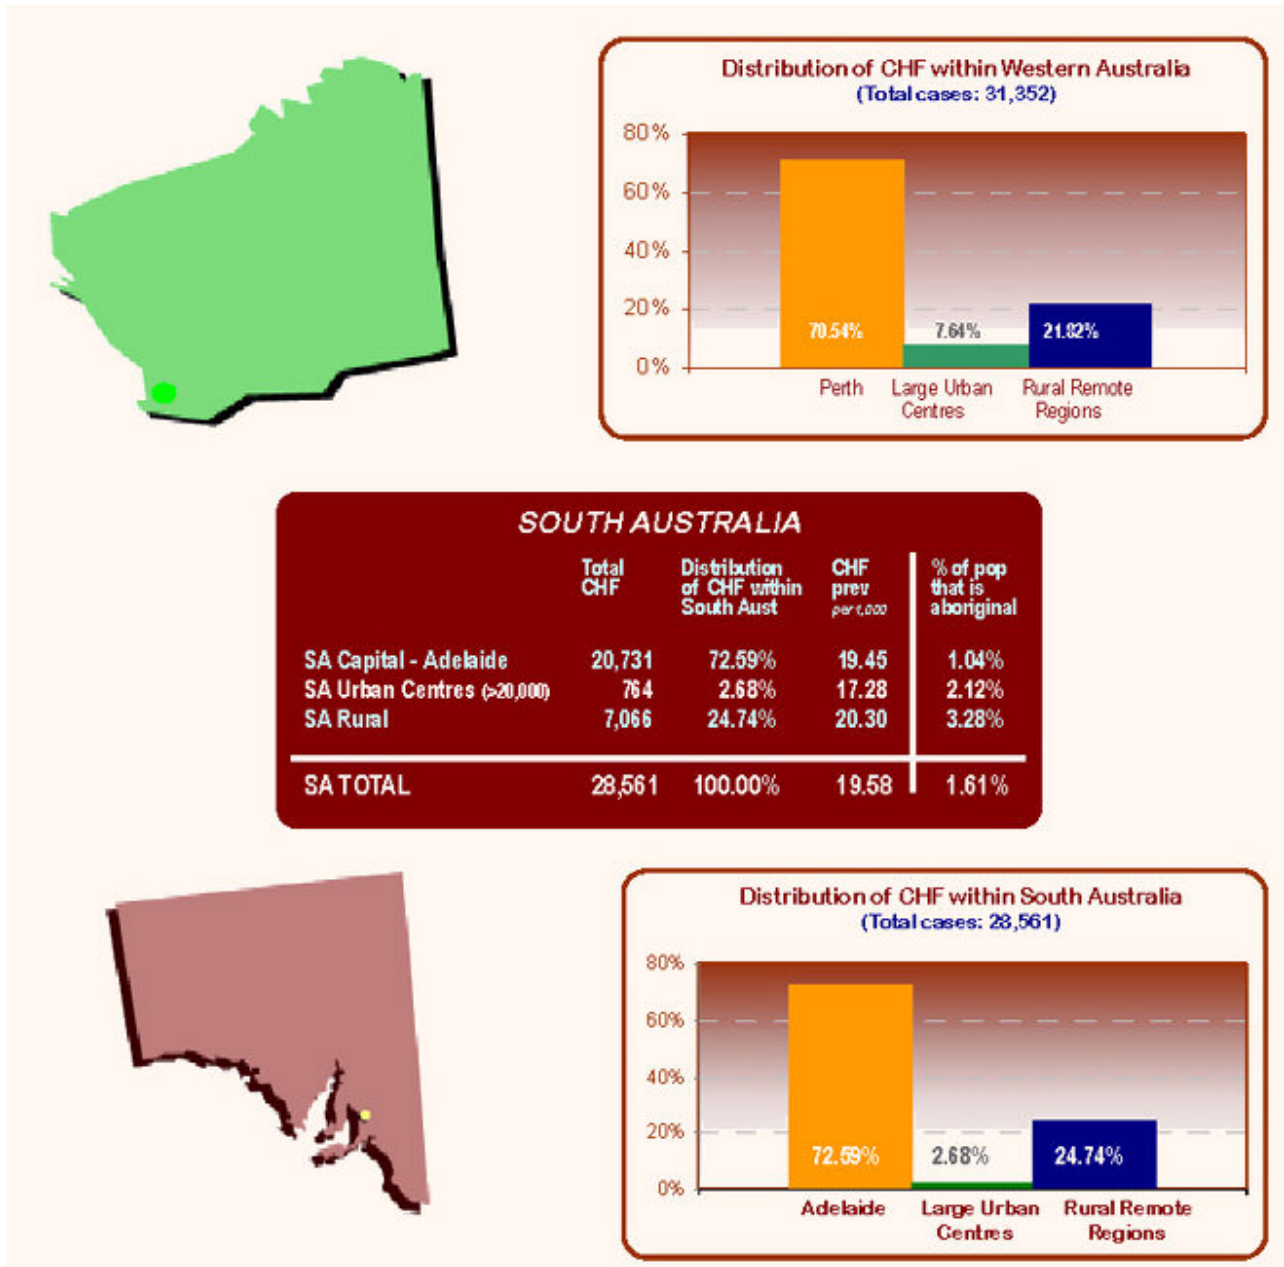 Distribution of CHF within Western Australia
(Total cases: 31,352)
80%
60%
40%
20%
0%
70.54% 7.64% 21.82%
Perth Large Urban Rural Remote
Centres Regions
SOUTH AUSTRALIA
Total Distribution CHF % of pop
CHF of CHF within prev that is
South Aust per 1,000 aboriginal
SA Capital - Adelaide 20,731 72.59% 19.45 1.04%
SA Urban Centres (>20,000) 764 2.68% 17.28 2.12%
SA Rural 7,066 24.74% 20.30 3.28%
SA TOTAL 28,561 100.00% 19.58 1.61%
Distribution of CHF within South Australia
(Total cases: 28,561)
80%
60%
40%
20%
0%
72.59% 2.68% 24.74%
Adelaide Large Urban Rural Remote
Centres Regions